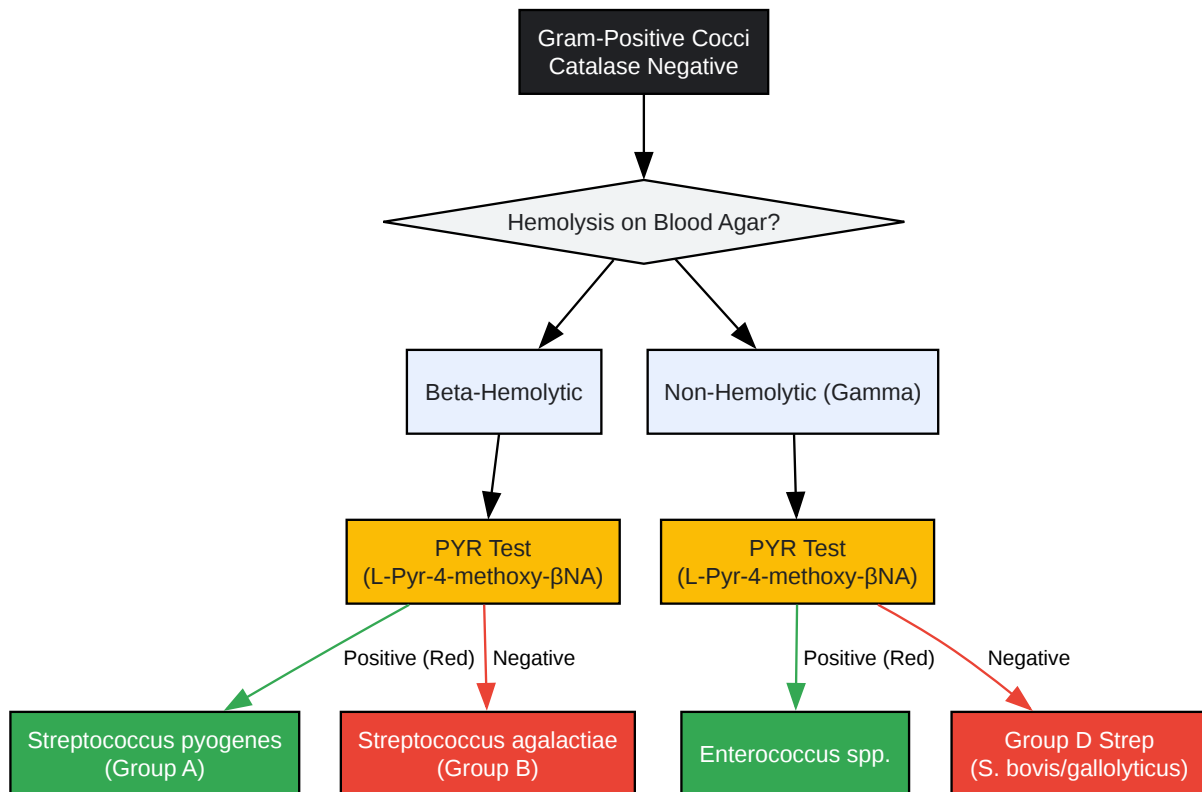 Gram-Positive Cocci
Catalase Negative
Hemolysis on Blood Agar?
Beta-Hemolytic
Non-Hemolytic (Gamma)
PYR Test
(L-Pyr-4-methoxy-βNA)
PYR Test
(L-Pyr-4-methoxy-βNA)
Positive (Red)
Negative
Positive (Red)
Negative
Streptococcus pyogenes
(Group A)
Streptococcus agalactiae
(Group B)
Enterococcus spp.
Group D Strep
(S. bovis/gallolyticus)